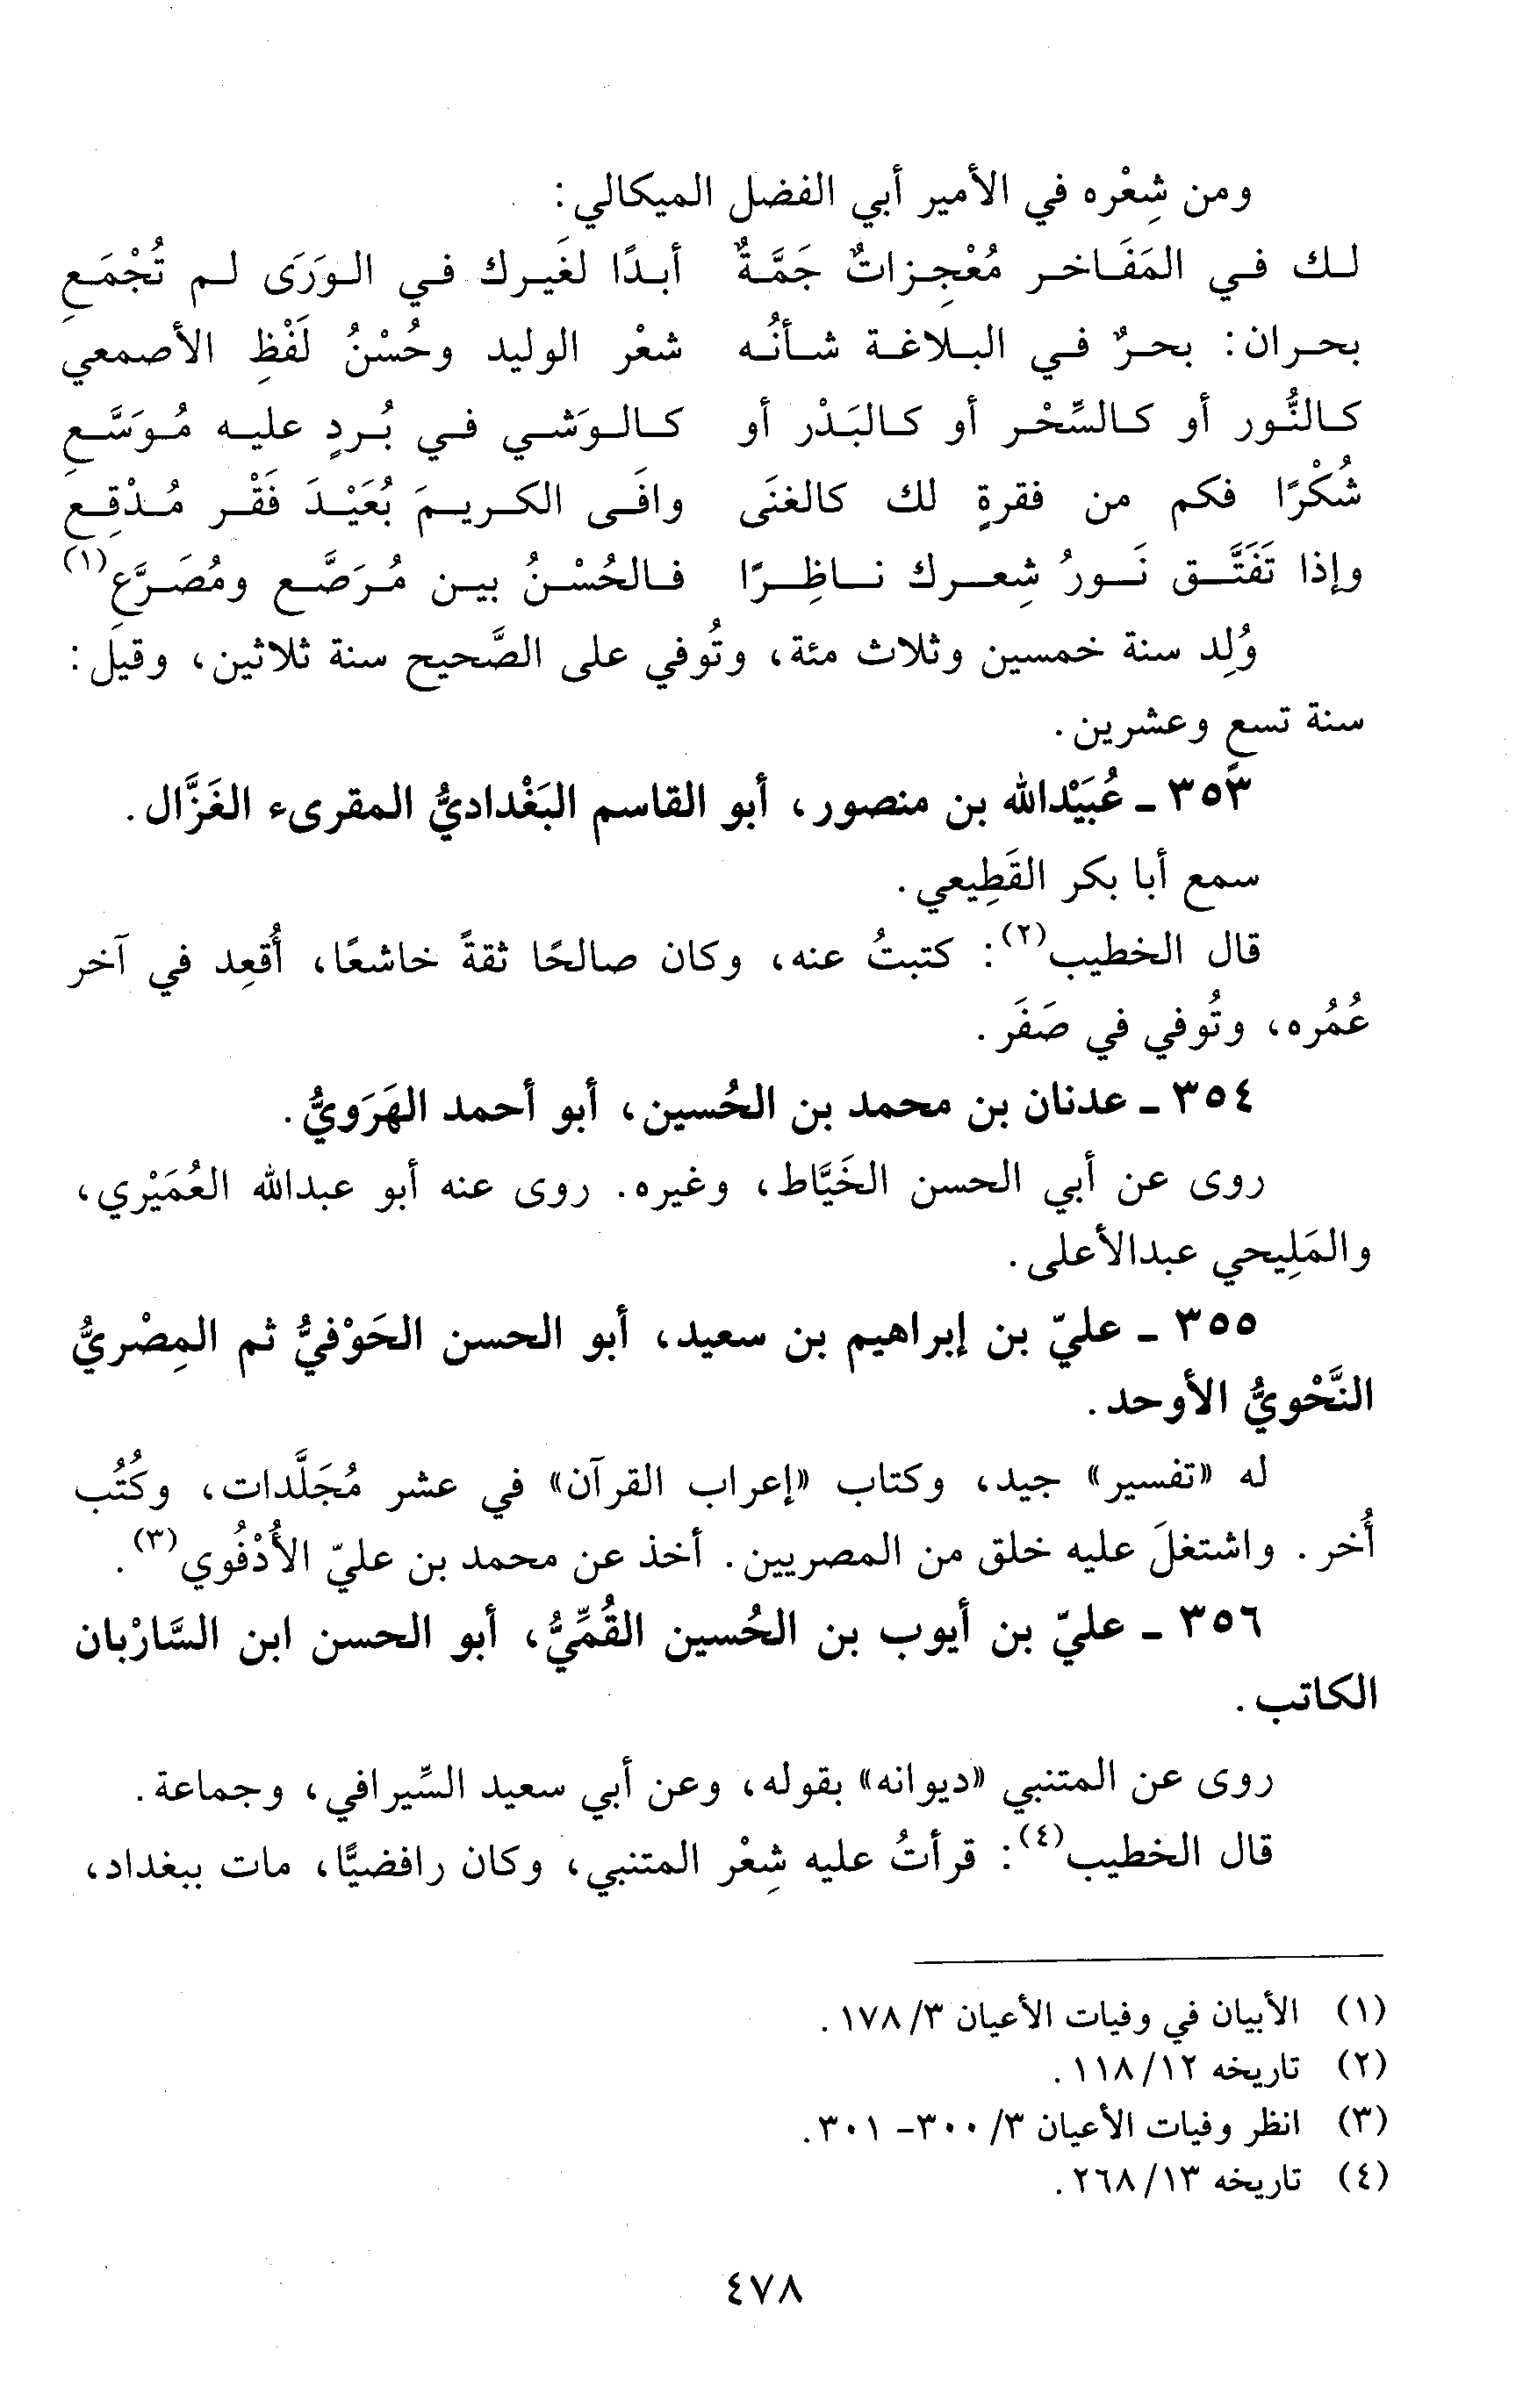 ومن شِعْره في الأمير أبي الفضل الميكالي:
لك في المَفَاخر مُعْجِزاتٌ جَمَّةٌ أبدًا لغَيرك في الورَى لم تُجْمَعِ
بحران: بحرٌ في البلاغة شأنُه شعْر الوليد وحُسْنُ لَفْظِ الأصمعي
كالنُّور أو كالسِّحْر أو كالبَدْر أو كالوَشي في بُردٍ عليه مُوَسَّعِ
شُكْرًا فكم من فقرةٍ لك كالغنَى وافَى الكريمَ بُعَيْدَ فَقْر مُدْقِعِ
وإذا تَفَتَّق نَورُ شِعرك ناظِرًا فالحُسْنُ بين مُرَصَّع ومُصَرَّعِ(١)
وُلِد سنة خمسين وثلاث مئة، وتُوفي على الصَّحيح سنة ثلاثين، وقيل:
سنة تسع وعشرين.
٣٥٣ ـ عُبَيْدالله بن منصور، أبو القاسم البَغْداديُّ المقرىء الغَزَّال.
سمع أبا بكر القَطِيعي.
قال الخطيب(٢): كتبتُ عنه، وكان صالحًا ثقةً خاشعًا، أُقعِد في آخر
عُمُره، وتُوفي في صَفَر.
٣٥٤ ـ عدنان بن محمد بن الحُسين، أبو أحمد الهَرَويُّ.
روى عن أبي الحسن الخَيَّاط، وغيره. روى عنه أبو عبدالله العُمَيْري،
والمَلِيحي عبدالأعلى.
٣٥٥ ـ عليّ بن إبراهيم بن سعيد، أبو الحسن الحَوْفيُّ ثم المِصْريُّ
النَّحْويُّ الأوحد.
له «تفسير» جيد، وكتاب «إعراب القرآن» في عشر مُجَلَّدات، وكُتُب
أُخر. واشتغلَ عليه خلق من المصريين. أخذ عن محمد بن عليّ الأُدْفُوي(٣).
٣٥٦ ـ عليّ بن أيوب بن الحُسين القُمِّيُّ، أبو الحسن ابن السَّارْبان
الكاتب.
روى عن المتنبي «ديوانه» بقوله، وعن أبي سعيد السِّيرافي، وجماعة.
قال الخطيب(٤): قرأتُ عليه شِعْر المتنبي، وكان رافضيًّا، مات ببغداد،
(١) الأبيان في وفيات الأعيان ٣/ ١٧٨.
(٢) تاريخه ١٢/ ١١٨.
(٣) انظر وفيات الأعيان ٣/ ٣٠٠- ٣٠١.
(٤) تاريخه ١٣/ ٢٦٨.
٤٧٨